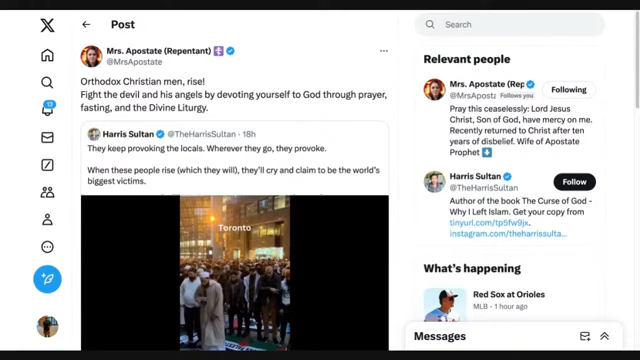 Post
Search
Mrs. Apostate (Repentant)
@MrsApostate
Orthodox Christian men, rise!
Fight the devil and his angels by devoting yourself to God through prayer,
fasting, and the Divine Liturgy.
Harris Sultan @TheHarrisSultan · 18h
They keep provoking the locals. Wherever they go, they provoke.
When these people rise (which they will), they'll cry and claim to be the world's
biggest victims.
Toronto
Relevant people
Mrs. Apostate (Rep
@MrsApost Follows you
Following
Pray this ceaselessly: Lord Jesus
Christ, Son of God, have mercy on me.
Recently returned to Christ after ten
years of disbelief. Wife of Apostate
Prophet
Harris Sultan
@TheHarrisSultan
Follow
Author of the book The Curse of God -
Why I Left Islam. Get your copy from
tinyurl.com/tp5fw9jx.
instagram.com/theharrissulta...
What's happening
Red Sox at Orioles
MLB · 1 hour ago
Messages